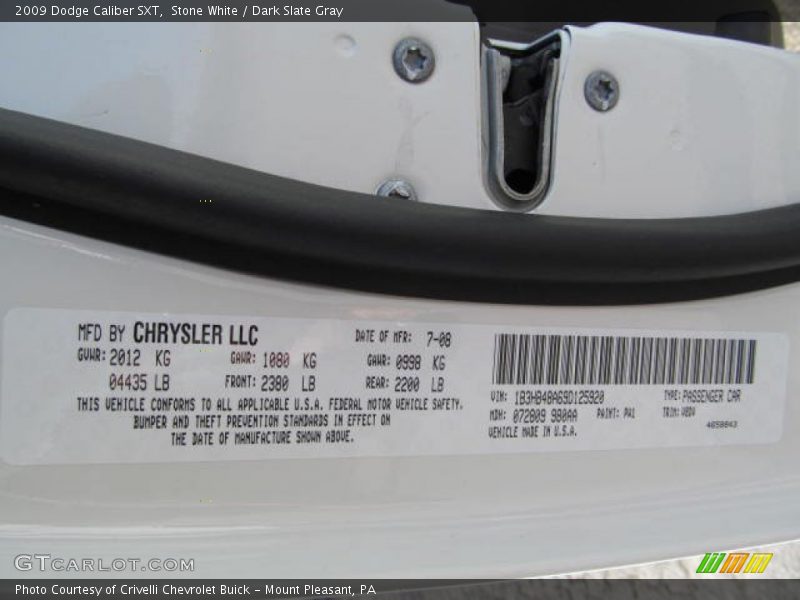 2009 Dodge Caliber SXT,  Stone White / Dark Slate Gray
MFD BY CHRYSLER LLC
DATE OF MFR: 7-08
GVWR: 2012 KG
GAWR: 1080 KG
GAWR: 0998 KG
04435 LB
FRONT: 2380 LB
REAR: 2200 LB
THIS VEHICLE CONFORMS TO ALL APPLICABLE U.S.A. FEDERAL MOTOR VEHICLE SAFETY.
BUMPER AND THEFT PREVENTION STANDARDS IN EFFECT ON
THE DATE OF MANUFACTURE SHOWN ABOVE.
VIN: 1B3HB48A69D125920
TYPE: PASSENGER CAR
MDH: 072809 980AA
PAINT: PW1
TRIM:
VEHICLE MADE IN U.S.A.
4658043
GTCARLOT.COM
Photo Courtesy of Crivelli Chevrolet Buick - Mount Pleasant, PA